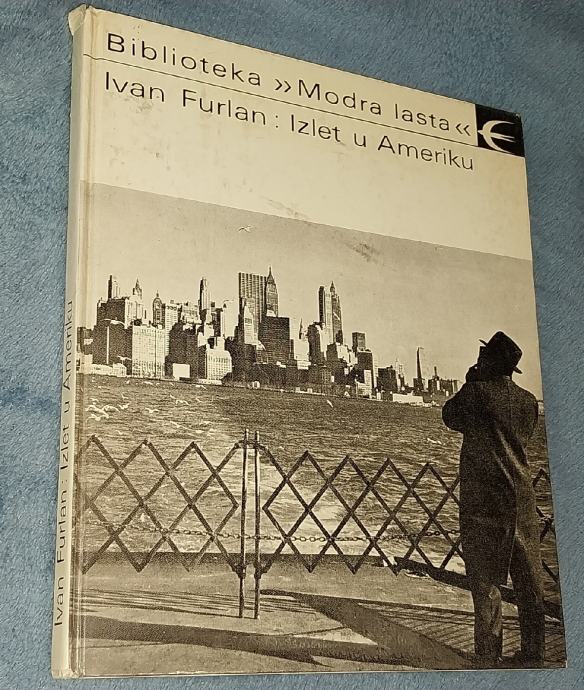 Biblioteka »Modra lasta«
Ivan Furlan: Izlet u Ameriku
Ivan Furlan: Izlet u Ameriku